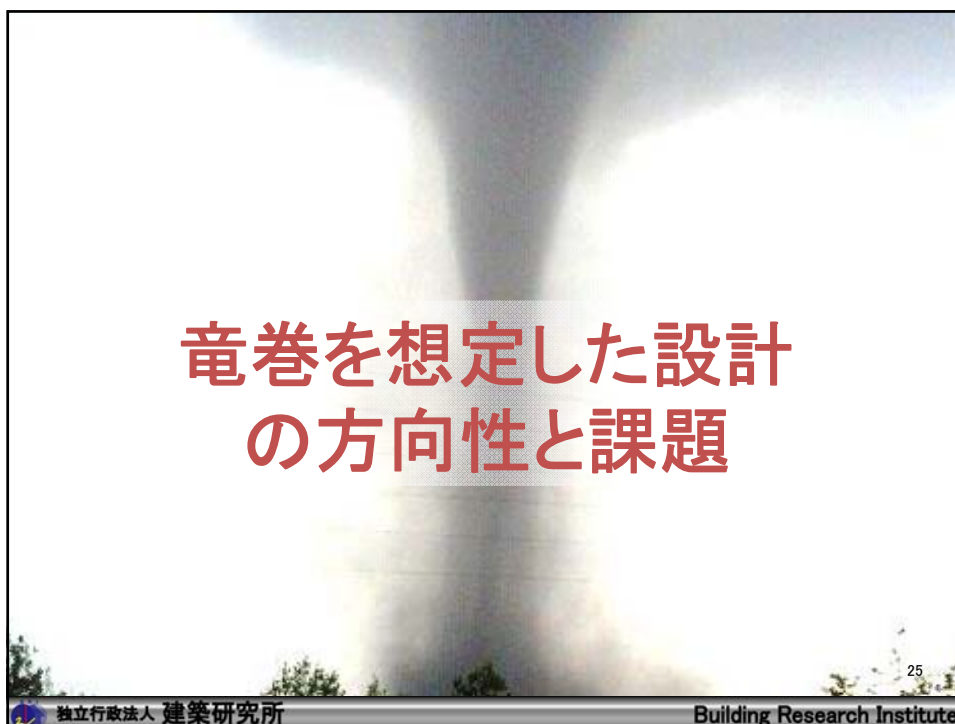 竜巻を想定した設計
の方向性と課題
25
独立行政法人 建築研究所
Building Research Institute